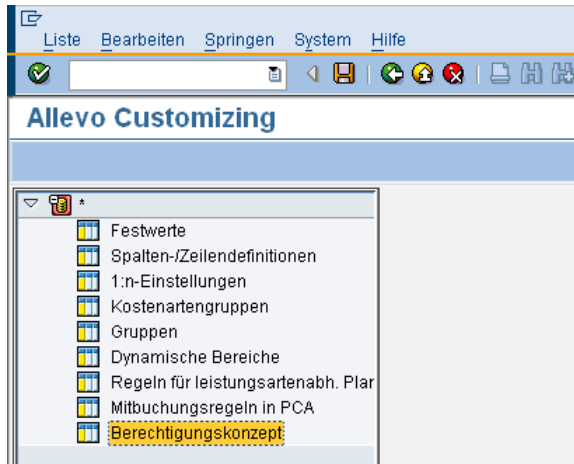 Liste Bearbeiten Springen System Hilfe
Allevo Customizing
*
Festwerte
Spalten-/Zeilendefinitionen
1:n-Einstellungen
Kostenartengruppen
Gruppen
Dynamische Bereiche
Regeln für leistungsartenabh. Plar
Mitbuchungsregeln in PCA
Berechtigungskonzept